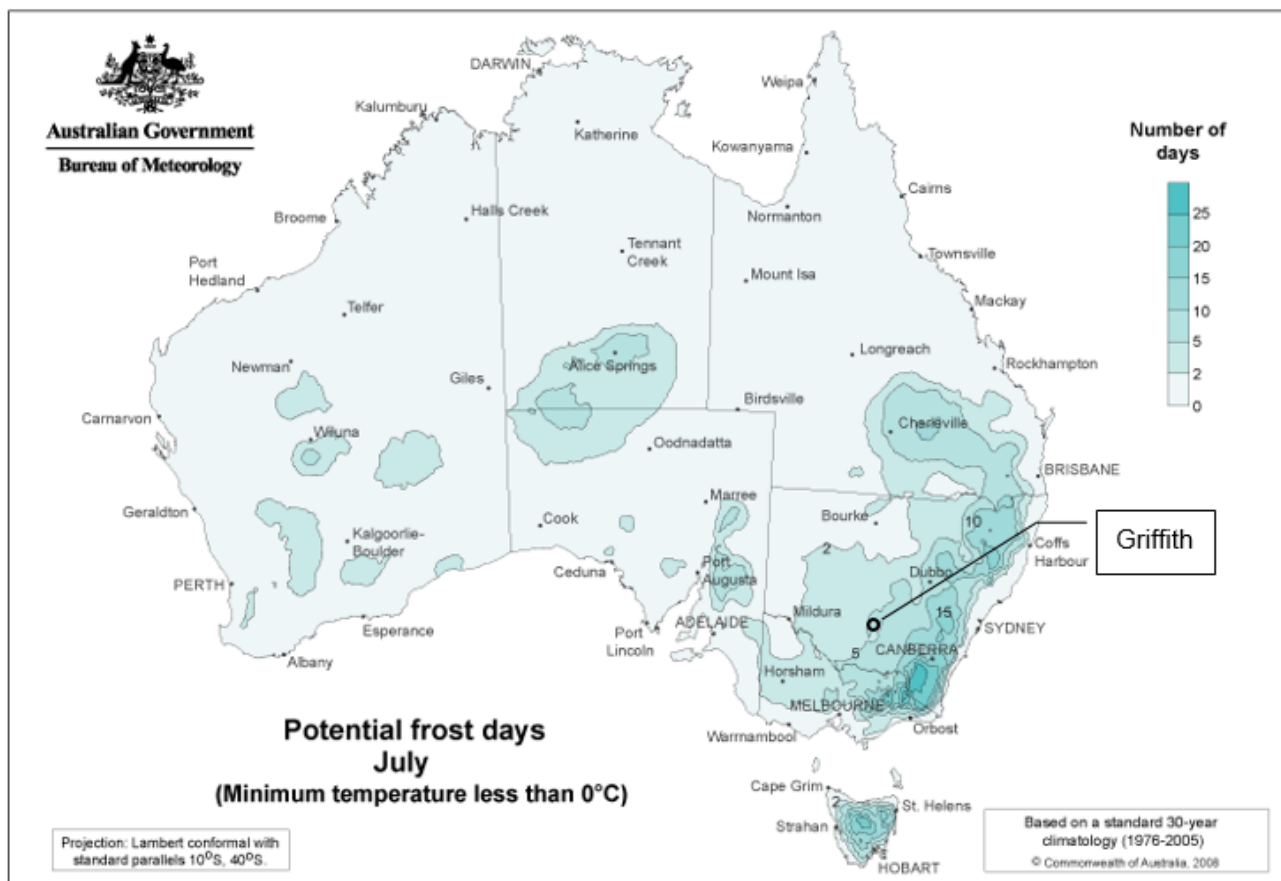 Australian Government
Bureau of Meteorology
DARWIN
Kalumburu
Katherine
Weipa
Kowanyama
Cairns
Broome
Halls Creek
Normanton
Tennant
Creek
Townsville
Port
Hedland
Mount Isa
Telfer
Mackay
Newman
Alice Springs
Longreach
Rockhampton
Giles
Carnarvon
Birdsville
Wiluna
Charleville
Oodnadatta
BRISBANE
Geraldton
Marree
Cook
Bourke
10
Kalgoorlie-
Boulder
2
Coffs
Harbour
Griffith
PERTH
Ceduna
Port
Augusta
Dubbo
Mildura
15
Esperance
ADELAIDE
SYDNEY
Port
Lincoln
5
CANBERRA
Albany
Horsham
MELBOURNE
Orbost
Warrnambool
Cape Grim
2
St. Helens
Strahan
HOBART
Number of
days
25
20
15
10
5
2
0
Potential frost days
July
(Minimum temperature less than 0°C)
Projection: Lambert conformal with
standard parallels 10°S, 40°S.
Based on a standard 30-year
climatology (1976-2005)
© Commonwealth of Australia, 2008